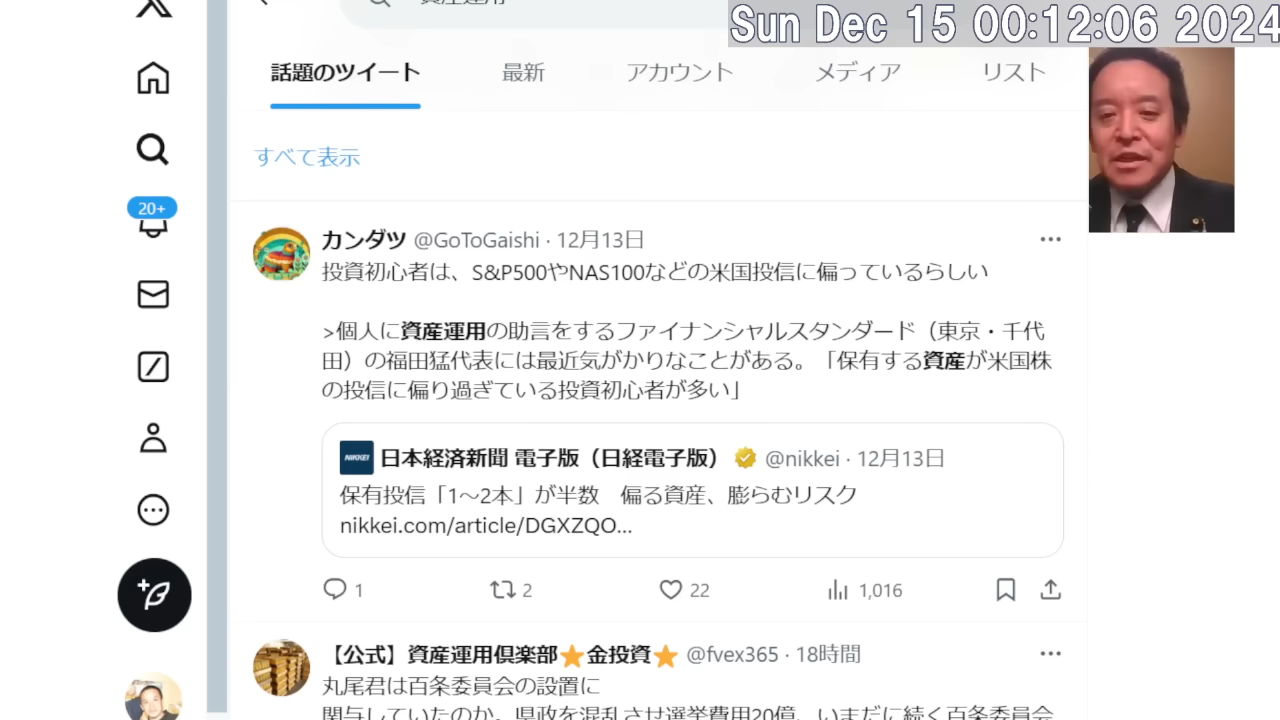 資産運用
Sun Dec 15 00:12:06 2024
話題のツイート
最新
アカウント
メディア
リスト
すべて表示
20+
カンダツ @GoToGaishi · 12月13日
投資初心者は、S&P500やNAS100などの米国投信に偏っているらしい
>個人に資産運用の助言をするファイナンシャルスタンダード（東京・千代
田）の福田猛代表には最近気がかりなことがある。「保有する資産が米国株
の投信に偏り過ぎている投資初心者が多い」
NIKKEI 日本経済新聞 電子版（日経電子版） @nikkei · 12月13日
保有投信「1〜2本」が半数　偏る資産、膨らむリスク
nikkei.com/article/DGXZQO...
1 2 22 1,016
【公式】資産運用倶楽部⭐金投資⭐ @fvex365 · 18時間
丸尾君は百条委員会の設置に
関与していたのか。県政を混乱させ選挙費用20億、いまだに続く百条委員会